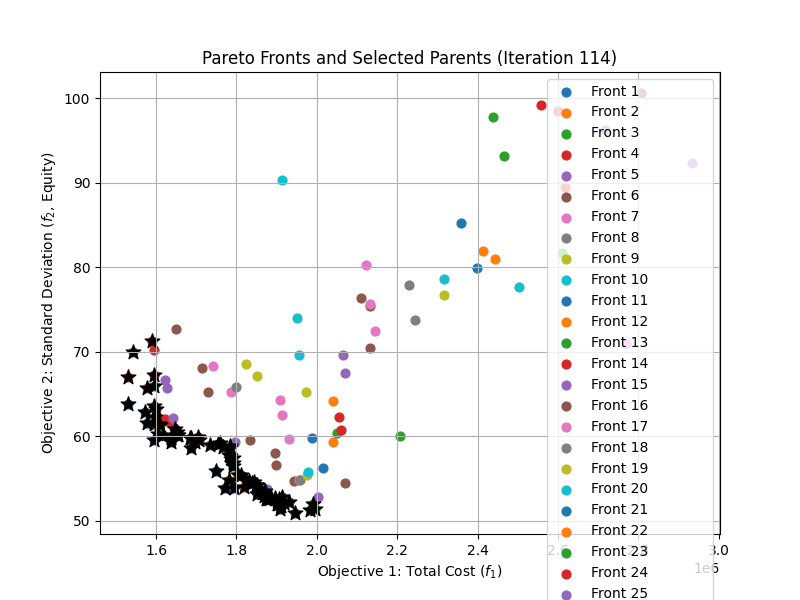 Pareto Fronts and Selected Parents (Iteration 114)
Objective 2: Standard Deviation (f2, Equity)
100
90
80
70
60
50
1.6
1.8
2.0
2.2
2.4
2.6
2.8
3.0
1e6
Objective 1: Total Cost (f1)
Front 1
Front 2
Front 3
Front 4
Front 5
Front 6
Front 7
Front 8
Front 9
Front 10
Front 11
Front 12
Front 13
Front 14
Front 15
Front 16
Front 17
Front 18
Front 19
Front 20
Front 21
Front 22
Front 23
Front 24
Front 25